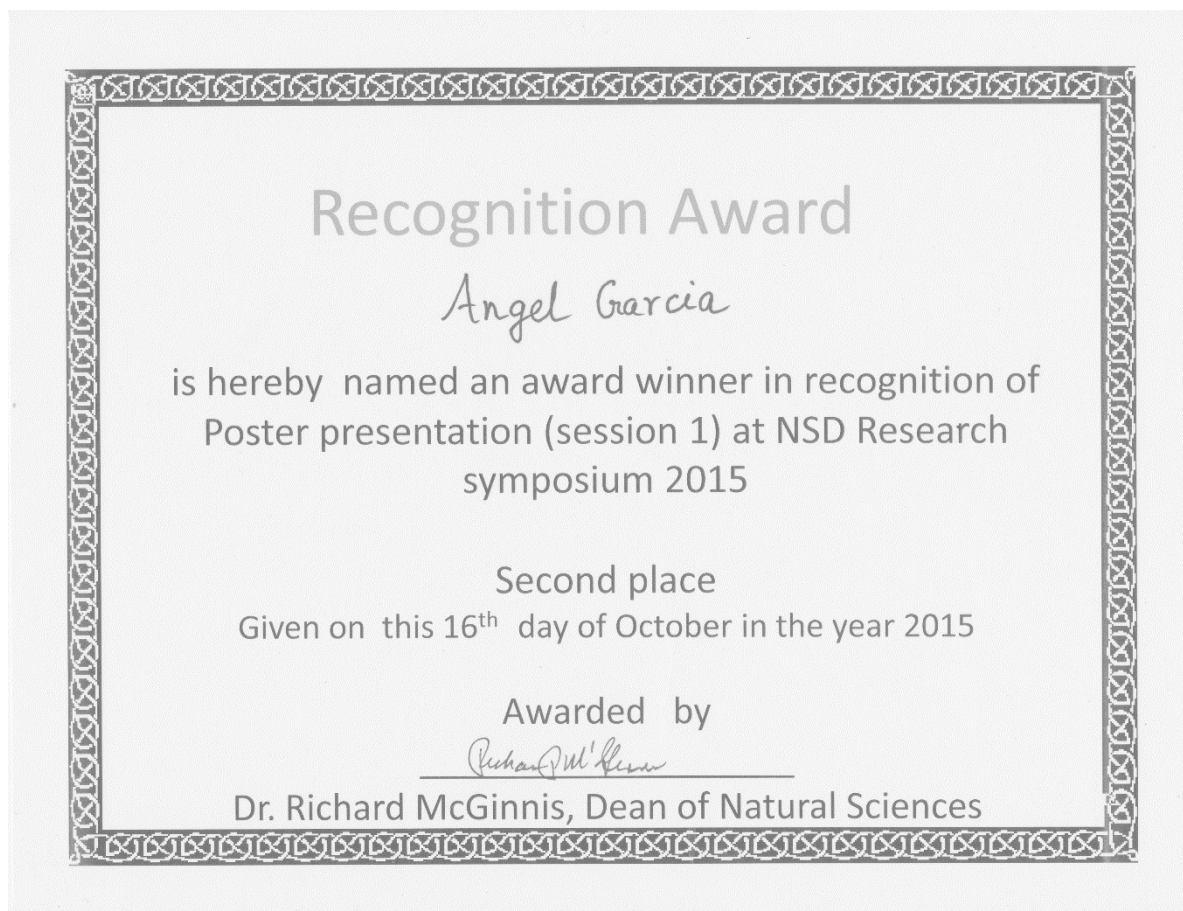 Recognition Award
Angel Garcia
is hereby named an award winner in recognition of
Poster presentation (session 1) at NSD Research
symposium 2015
Second place
Given on this 16th day of October in the year 2015
Awarded by
Dr. Richard McGinnis, Dean of Natural Sciences